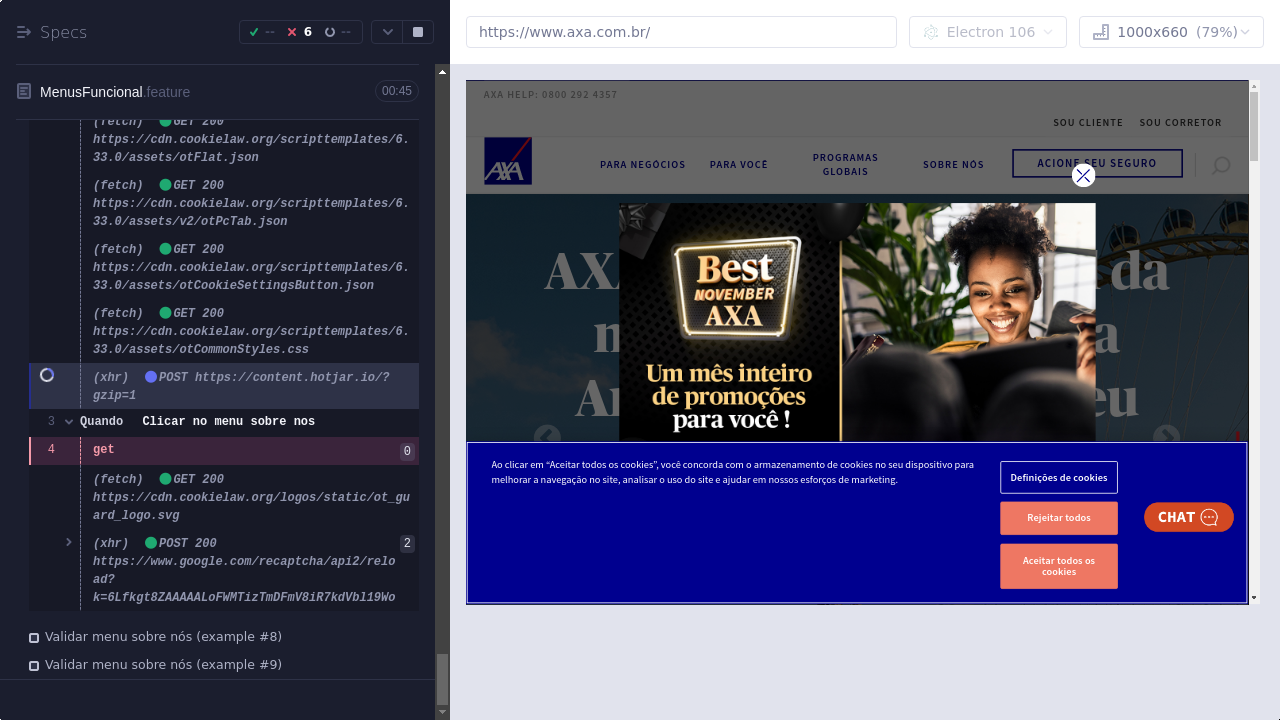 Specs
-- 6 --
MenusFuncional.feature
00:45
(fetch) GET 200
https://cdn.cookielaw.org/scripttemplates/6.
33.0/assets/otFlat.json
(fetch) GET 200
https://cdn.cookielaw.org/scripttemplates/6.
33.0/assets/v2/otPcTab.json
(fetch) GET 200
https://cdn.cookielaw.org/scripttemplates/6.
33.0/assets/otCookieSettingsButton.json
(fetch) GET 200
https://cdn.cookielaw.org/scripttemplates/6.
33.0/assets/otCommonStyles.css
(xhr) POST https://content.hotjar.io/?
gzip=1
3 Quando Clicar no menu sobre nos
4 get 0
(fetch) GET 200
https://cdn.cookielaw.org/logos/static/ot_gu
ard_logo.svg
(xhr) POST 200 2
https://www.google.com/recaptcha/api2/relo
ad?
k=6Lfkgt8ZAAAAALoFWMTizTmDFmV8iR7kdVbl19Wo
Validar menu sobre nós (example #8)
Validar menu sobre nós (example #9)
https://www.axa.com.br/
Electron 106
1000x660 (79%)
AXA HELP: 0800 292 4357
SOU CLIENTE SOU CORRETOR
AXA
PARA NEGÓCIOS
PARA VOCÊ
PROGRAMAS
GLOBAIS
SOBRE NÓS
ACIONE SEU SEGURO
AX
da
Best
NOVEMBER
AXA
Um mês inteiro
de promoções
para você !
Ao clicar em “Aceitar todos os cookies”, você concorda com o armazenamento de cookies no seu dispositivo para
melhorar a navegação no site, analisar o uso do site e ajudar em nossos esforços de marketing.
Definições de cookies
Rejeitar todos
Aceitar todos os
cookies
CHAT